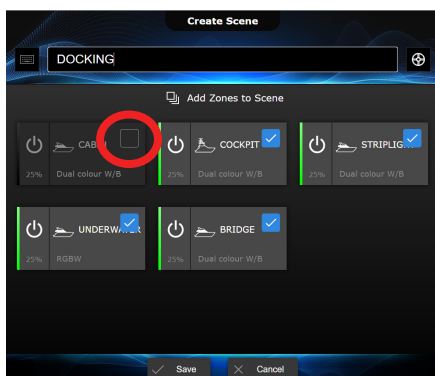 Create Scene
DOCKING
Add Zones to Scene
CABIN COCKPIT STRIPLIGHT
25% Dual colour W/B 25% Dual colour W/B 25% Dual colour W/B
UNDERWATER BRIDGE
25% RGBW 25% Dual colour W/B
Save Cancel